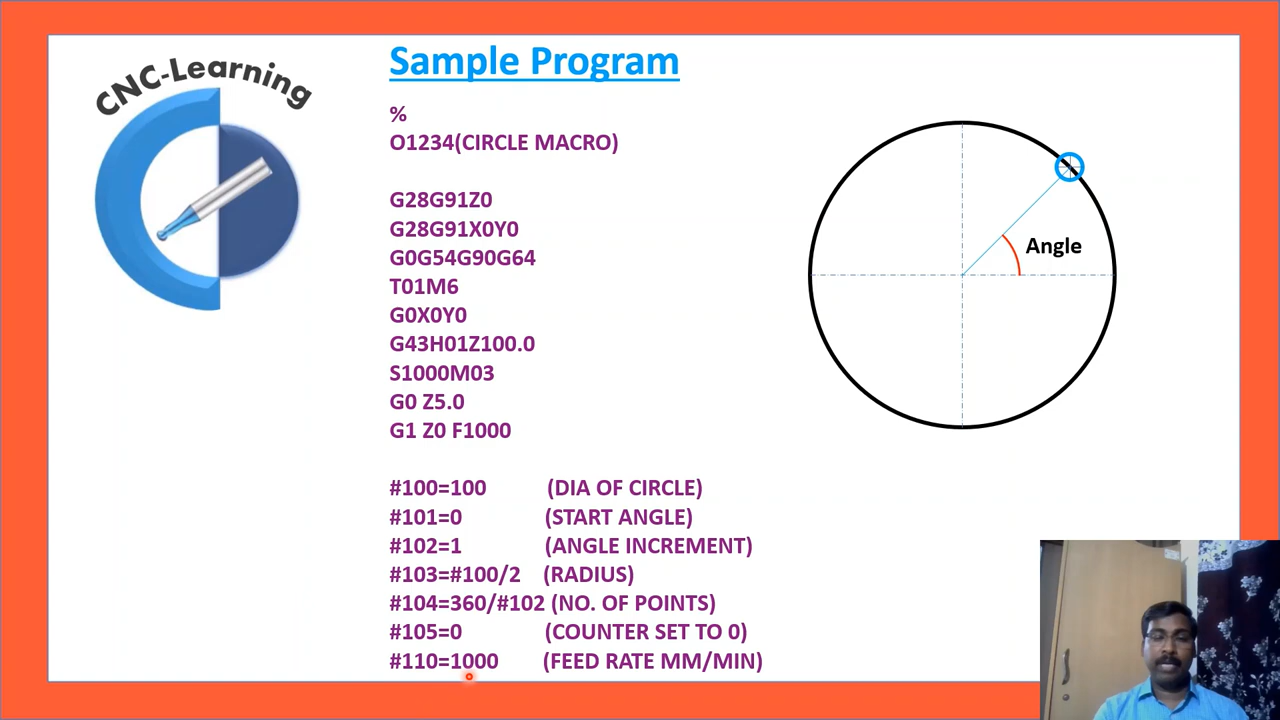 CNC-Learning
Sample Program
%
O1234(CIRCLE MACRO)
G28G91Z0
G28G91X0Y0
G0G54G90G64
T01M6
G0X0Y0
G43H01Z100.0
S1000M03
G0 Z5.0
G1 Z0 F1000
#100=100 (DIA OF CIRCLE)
#101=0 (START ANGLE)
#102=1 (ANGLE INCREMENT)
#103=#100/2 (RADIUS)
#104=360/#102 (NO. OF POINTS)
#105=0 (COUNTER SET TO 0)
#110=1000 (FEED RATE MM/MIN)
Angle